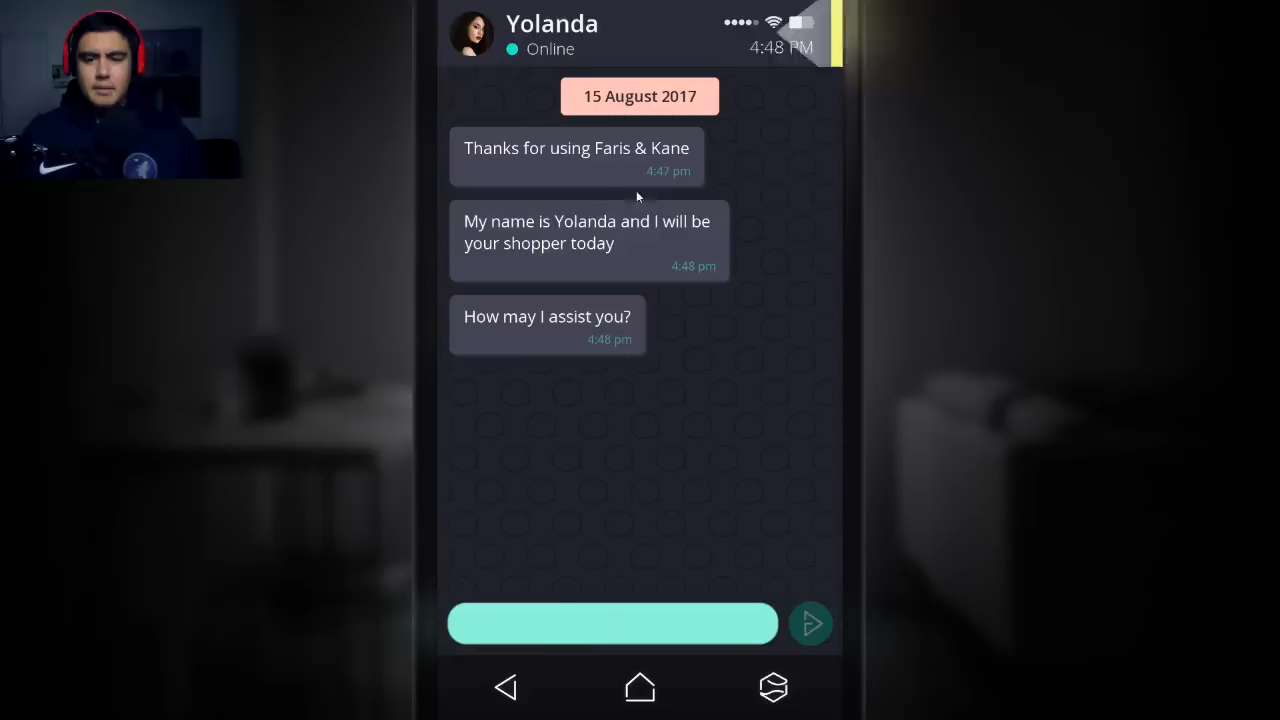 Yolanda
Online
4:48 PM
15 August 2017
Thanks for using Faris & Kane
4:47 pm
My name is Yolanda and I will be
your shopper today
4:48 pm
How may I assist you?
4:48 pm